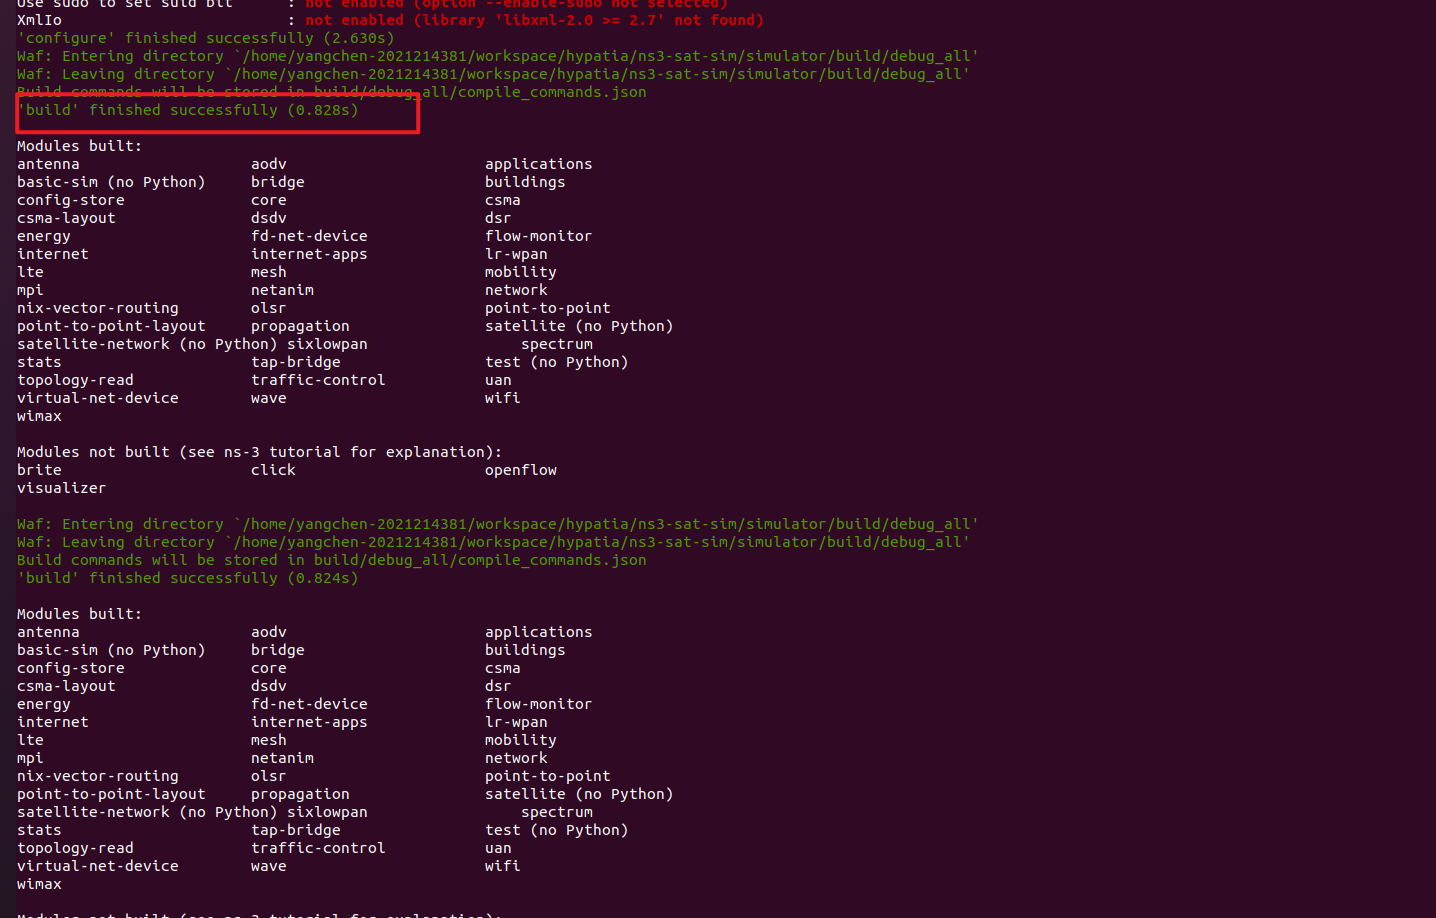 Use sudo to set suid bit      : not enabled (option --enable-sudo not selected)
XmlIo                         : not enabled (library 'libxml-2.0 >= 2.7' not found)
'configure' finished successfully (2.630s)
Waf: Entering directory `/home/yangchen-2021214381/workspace/hypatia/ns3-sat-sim/simulator/build/debug_all'
Waf: Leaving directory `/home/yangchen-2021214381/workspace/hypatia/ns3-sat-sim/simulator/build/debug_all'
Build commands will be stored in build/debug_all/compile_commands.json
'build' finished successfully (0.828s)
Modules built:
antenna                   aodv                      applications
basic-sim (no Python)     bridge                    buildings
config-store              core                      csma
csma-layout               dsdv                      dsr
energy                    fd-net-device             flow-monitor
internet                  internet-apps             lr-wpan
lte                       mesh                      mobility
mpi                       netanim                   network
nix-vector-routing        olsr                      point-to-point
point-to-point-layout     propagation               satellite (no Python)
satellite-network (no Python) sixlowpan                 spectrum
stats                     tap-bridge                test (no Python)
topology-read             traffic-control           uan
virtual-net-device        wave                      wifi
wimax
Modules not built (see ns-3 tutorial for explanation):
brite                     click                     openflow
visualizer
Waf: Entering directory `/home/yangchen-2021214381/workspace/hypatia/ns3-sat-sim/simulator/build/debug_all'
Waf: Leaving directory `/home/yangchen-2021214381/workspace/hypatia/ns3-sat-sim/simulator/build/debug_all'
Build commands will be stored in build/debug_all/compile_commands.json
'build' finished successfully (0.824s)
Modules built:
antenna                   aodv                      applications
basic-sim (no Python)     bridge                    buildings
config-store              core                      csma
csma-layout               dsdv                      dsr
energy                    fd-net-device             flow-monitor
internet                  internet-apps             lr-wpan
lte                       mesh                      mobility
mpi                       netanim                   network
nix-vector-routing        olsr                      point-to-point
point-to-point-layout     propagation               satellite (no Python)
satellite-network (no Python) sixlowpan                 spectrum
stats                     tap-bridge                test (no Python)
topology-read             traffic-control           uan
virtual-net-device        wave                      wifi
wimax
Modules not built (see ns-3 tutorial for explanation):